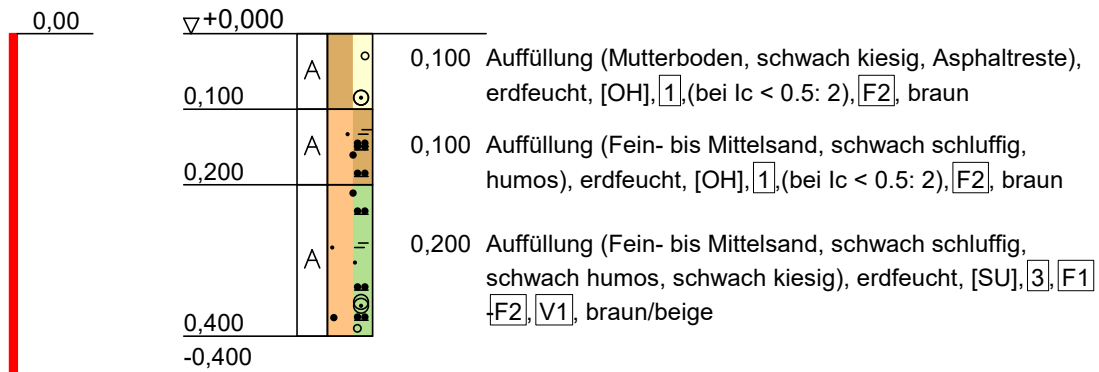 0,00
▽+0,000
A
0,100
0,100 Auffüllung (Mutterboden, schwach kiesig, Asphaltreste),
erdfeucht, [OH], 1,(bei Ic < 0.5: 2), F2, braun
A
0,200
0,100 Auffüllung (Fein- bis Mittelsand, schwach schluffig,
humos), erdfeucht, [OH], 1,(bei Ic < 0.5: 2), F2, braun
A
0,400
-0,400
0,200 Auffüllung (Fein- bis Mittelsand, schwach schluffig,
schwach humos, schwach kiesig), erdfeucht, [SU], 3, F1
-F2, V1, braun/beige